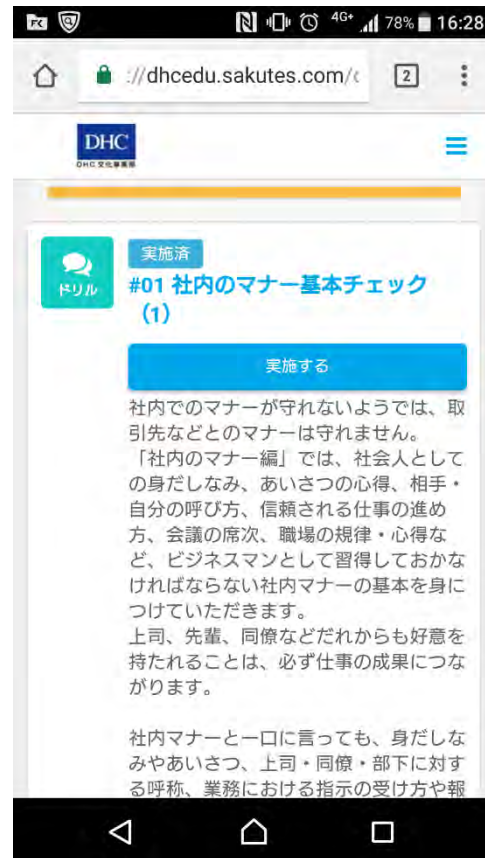 FK
4G+ 78% 16:28
://dhcedu.sakutes.com/c 2
DHC
DHC文化事業部
実施済
ドリル
#01 社内のマナー基本チェック
（1）
実施する
社内でのマナーが守れないようでは、取
引先などとのマナーは守れません。
「社内のマナー編」では、社会人として
の身だしなみ、あいさつの心得、相手・
自分の呼び方、信頼される仕事の進め
方、会議の席次、職場の規律・心得な
ど、ビジネスマンとして習得しておかな
ければならない社内マナーの基本を身に
つけていただきます。
上司、先輩、同僚などだれからも好意を
持たれることは、必ず仕事の成果につな
がります。
社内マナーと一口に言っても、身だしな
みやあいさつ、上司・同僚・部下に対す
る呼称、業務における指示の受け方や報